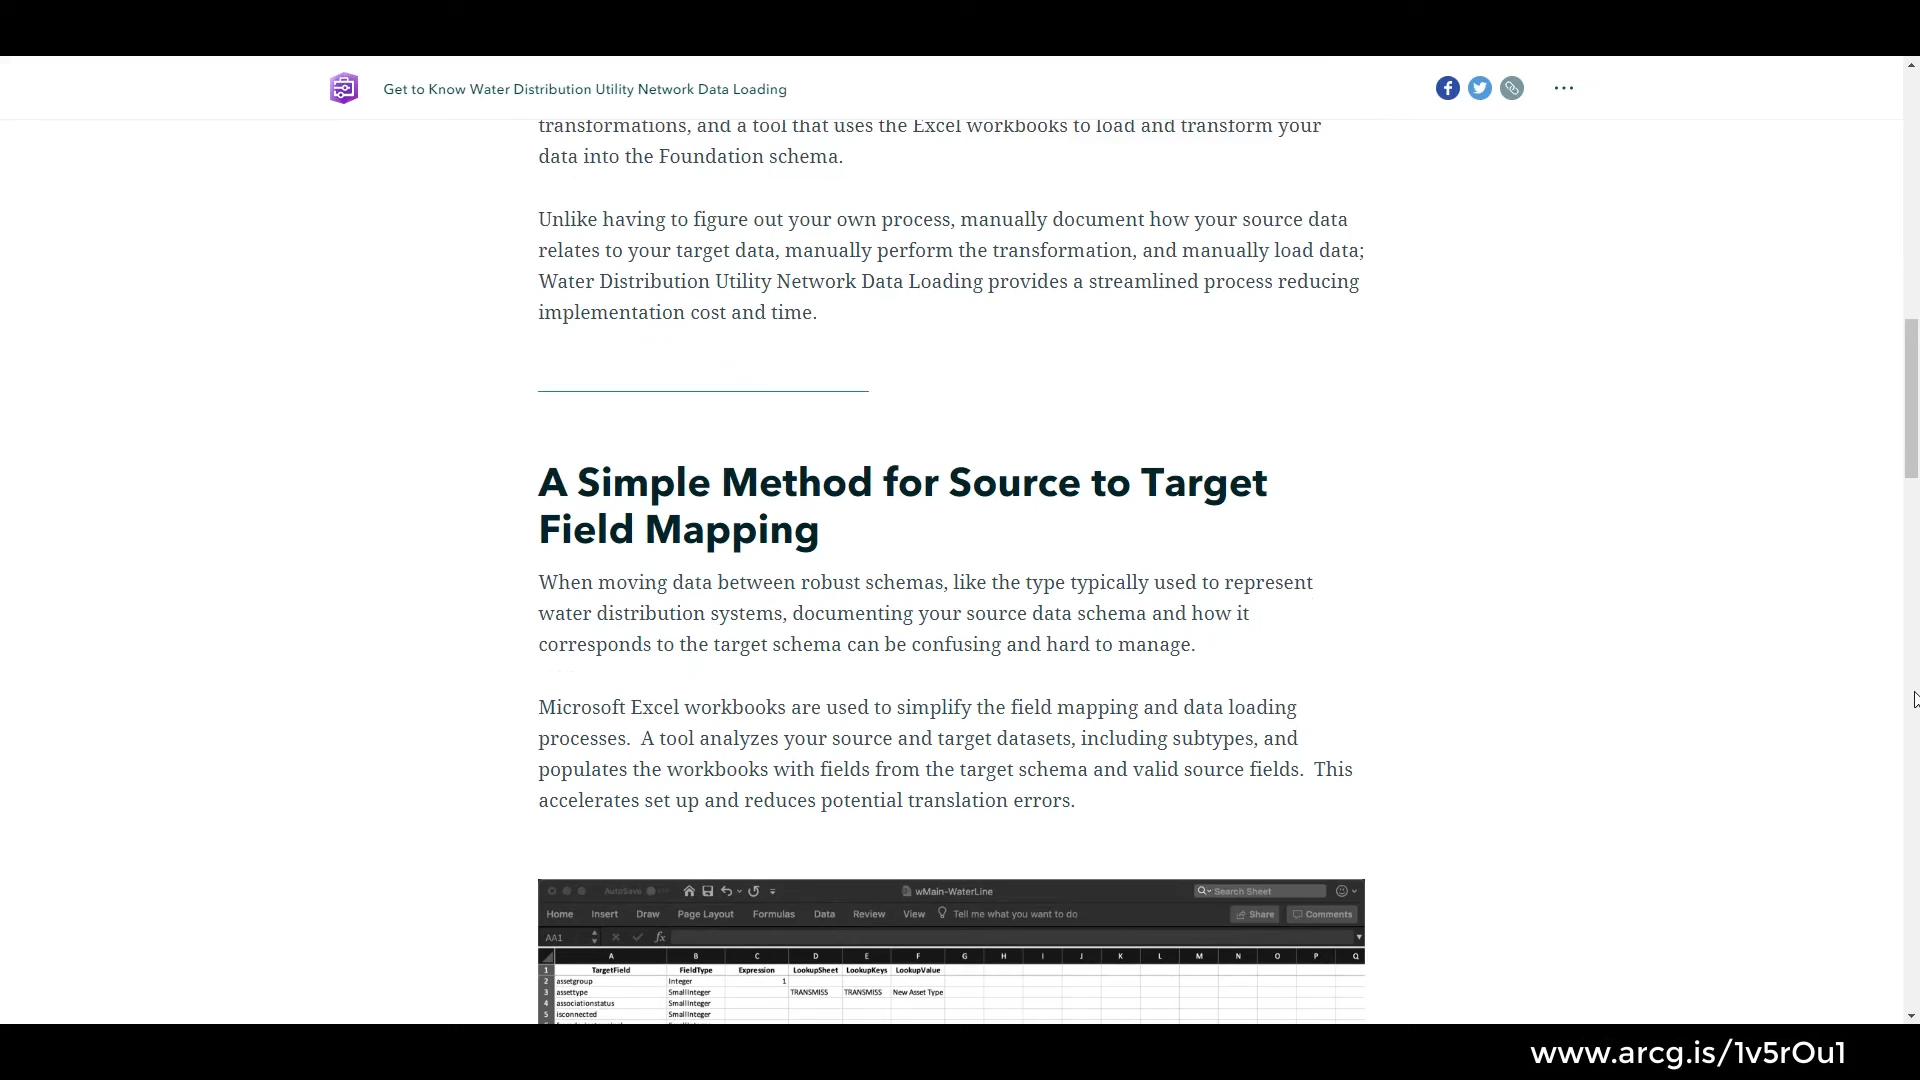 Get to Know Water Distribution Utility Network Data Loading
transformations, and a tool that uses the Excel workbooks to load and transform your
data into the Foundation schema.
Unlike having to figure out your own process, manually document how your source data
relates to your target data, manually perform the transformation, and manually load data;
Water Distribution Utility Network Data Loading provides a streamlined process reducing
implementation cost and time.
A Simple Method for Source to Target
Field Mapping
When moving data between robust schemas, like the type typically used to represent
water distribution systems, documenting your source data schema and how it
corresponds to the target schema can be confusing and hard to manage.
Microsoft Excel workbooks are used to simplify the field mapping and data loading
processes. A tool analyzes your source and target datasets, including subtypes, and
populates the workbooks with fields from the target schema and valid source fields. This
accelerates set up and reduces potential translation errors.
AutoSave wMain-WaterLine Search Sheet
Home Insert Draw Page Layout Formulas Data Review View Tell me what you want to do Share Comments
AA1 fx
A B C D E F G H I J K L M N O P Q
1 TargetField FieldType Expression LookupSheet LookupKeys LookupValue
2 assetgroup Integer 1
3 assettype SmallInteger TRANSMISS TRANSMISS New Asset Type
4 associationstatus SmallInteger
5 isconnected SmallInteger
www.arcg.is/1v5rOu1